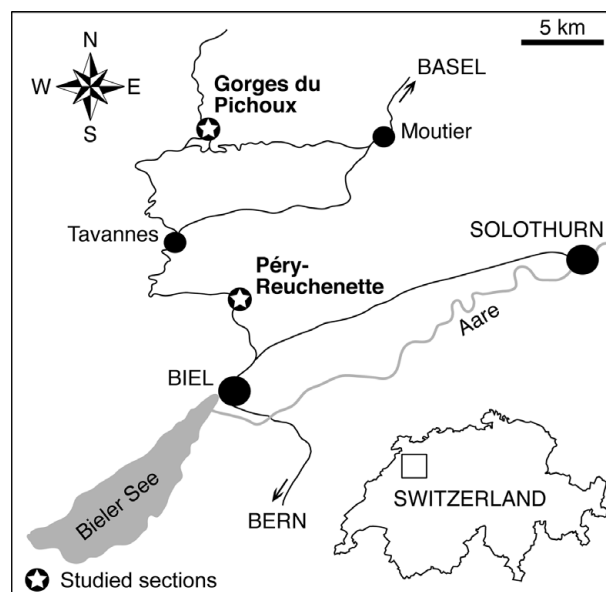 5 km
N
W E
S
BASEL
Gorges du
Pichoux
Moutier
Tavannes
SOLOTHURN
Péry-
Reuchenette
Aare
BIEL
Bieler See
SWITZERLAND
BERN
Studied sections